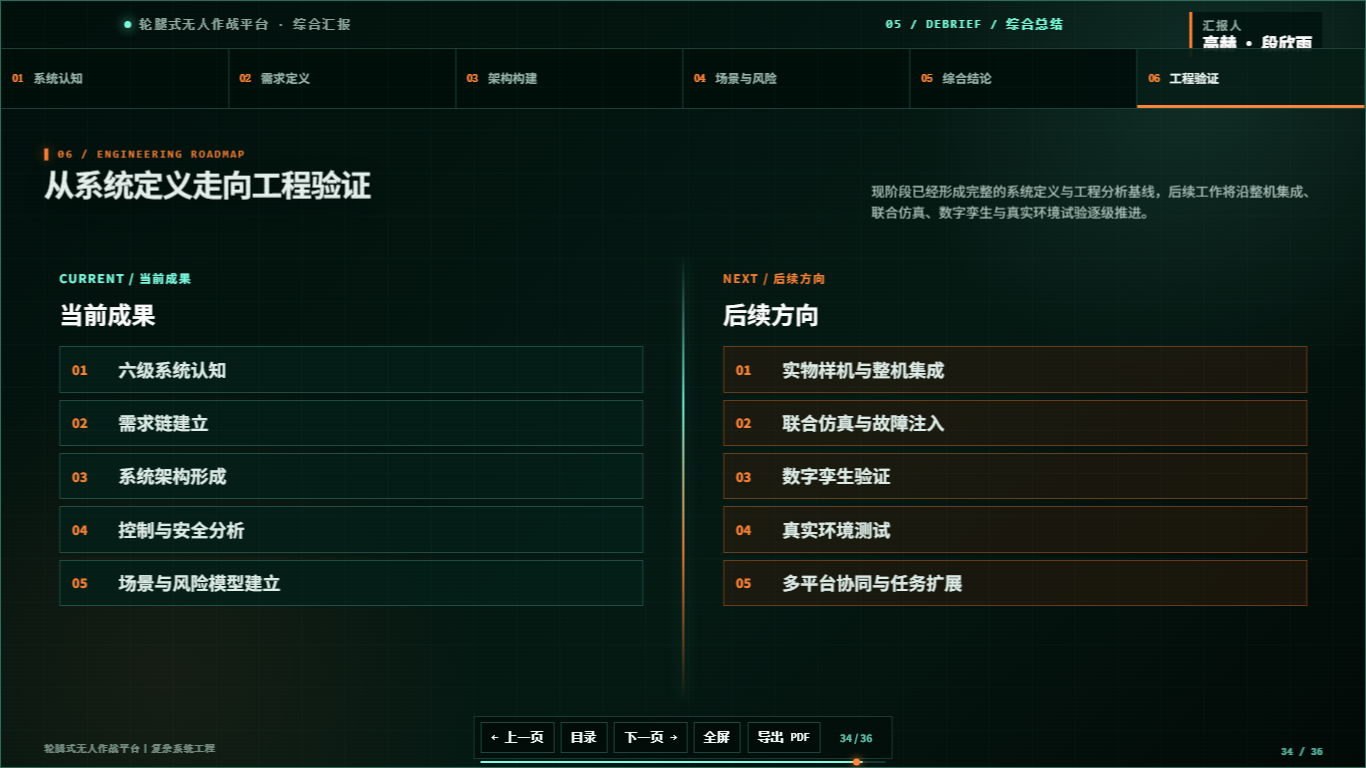 轮腿式无人作战平台 · 综合汇报
05 / DEBRIEF / 综合总结
汇报人
高赫 • 段欣雨
01 系统认知
02 需求定义
03 架构构建
04 场景与风险
05 综合结论
06 工程验证
06 / ENGINEERING ROADMAP
从系统定义走向工程验证
现阶段已经形成完整的系统定义与工程分析基线，后续工作将沿整机集成、
联合仿真、数字孪生与真实环境试验逐级推进。
CURRENT / 当前成果
当前成果
01 六级系统认知
02 需求链建立
03 系统架构形成
04 控制与安全分析
05 场景与风险模型建立
NEXT / 后续方向
后续方向
01 实物样机与整机集成
02 联合仿真与故障注入
03 数字孪生验证
04 真实环境测试
05 多平台协同与任务扩展
← 上一页 目录 下一页 → 全屏 导出 PDF 34/36
轮腿式无人作战平台 | 复杂系统工程
34 / 36